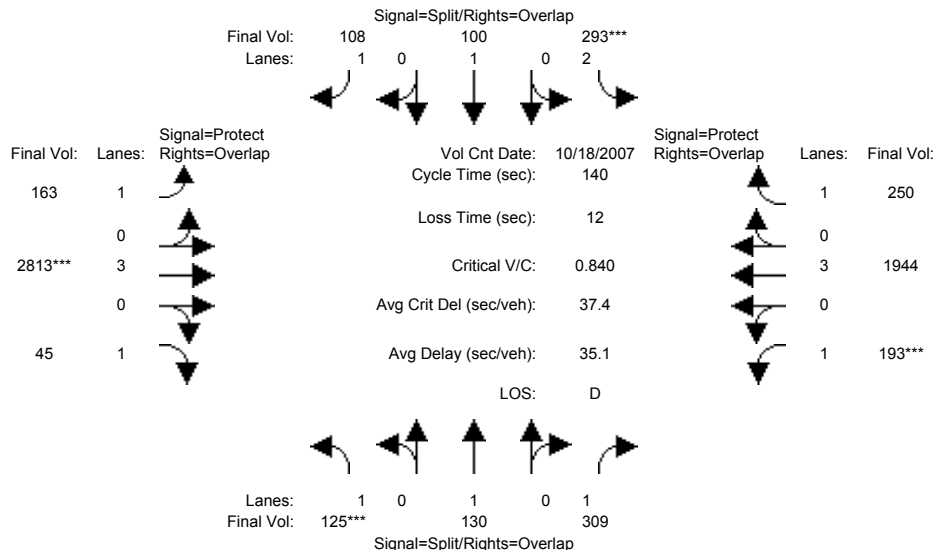 Signal=Split/Rights=Overlap
Final Vol: 108 100 293***
Lanes: 1 0 1 0 2
Signal=Protect
Final Vol: Lanes: Rights=Overlap
Vol Cnt Date: 10/18/2007
Signal=Protect
Rights=Overlap Lanes: Final Vol:
Cycle Time (sec): 140
163 1
1 250
Loss Time (sec): 12
0
0
2813*** 3
Critical V/C: 0.840
3 1944
0
Avg Crit Del (sec/veh): 37.4
0
45 1
Avg Delay (sec/veh): 35.1
1 193***
LOS: D
Lanes: 1 0 1 0 1
Final Vol: 125*** 130 309
Signal=Split/Rights=Overlap